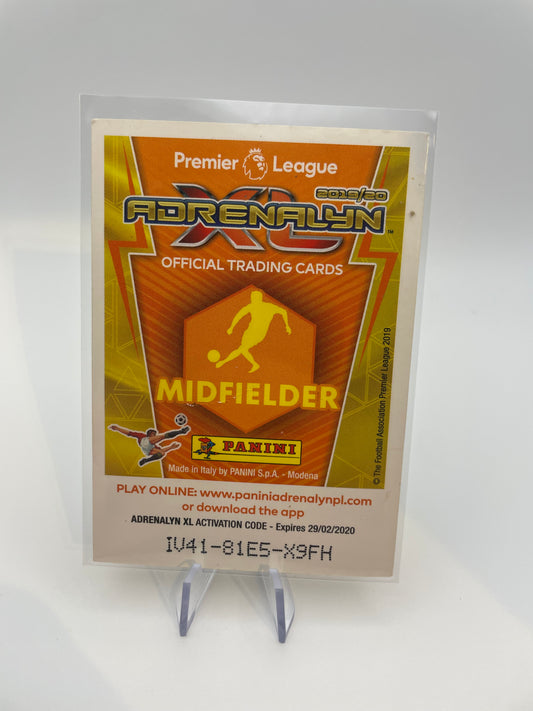 Premier League
2019/20
ADRENALYN XL™
OFFICIAL TRADING CARDS
MIDFIELDER
PANINI
Made in Italy by PANINI S.p.A. - Modena
© The Football Association Premier League 2019
PLAY ONLINE: www.paniniadrenalynpl.com
or download the app
ADRENALYN XL ACTIVATION CODE - Expires 29/02/2020
IV41-81E5-X9FH